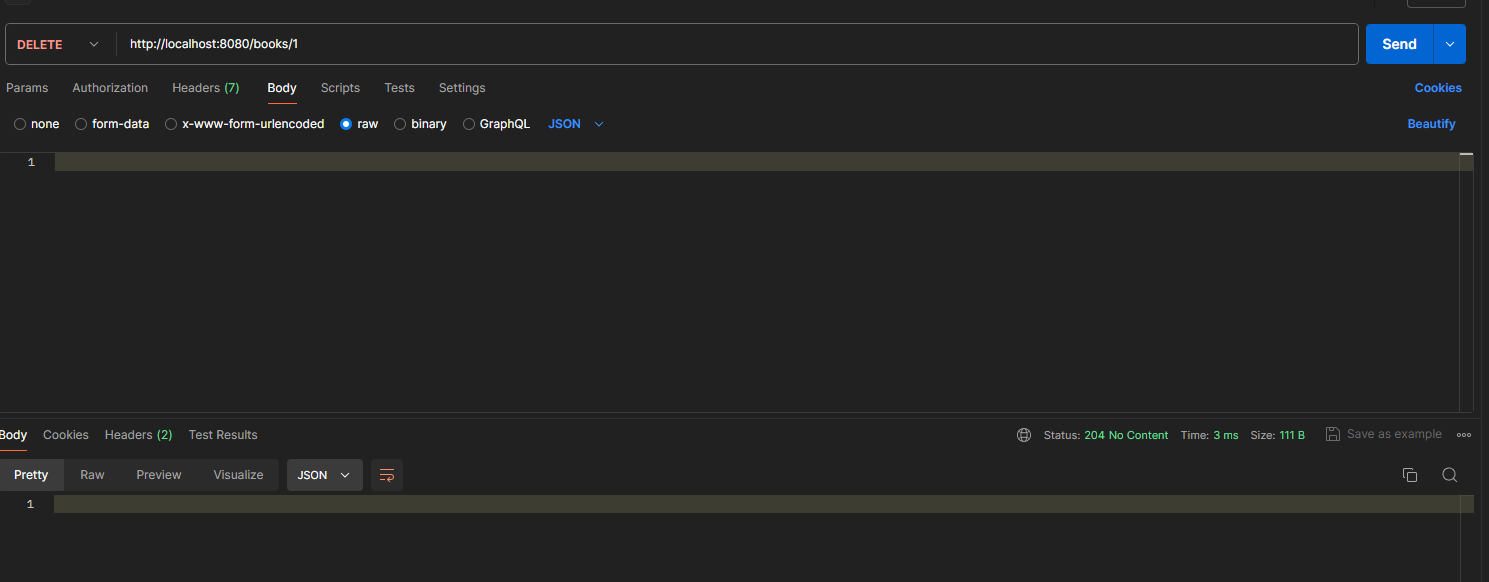 DELETE http://localhost:8080/books/1 Send
Params Authorization Headers (7) Body Scripts Tests Settings Cookies
none form-data x-www-form-urlencoded raw binary GraphQL JSON Beautify
1
Body Cookies Headers (2) Test Results Status: 204 No Content Time: 3 ms Size: 111 B Save as example
Pretty Raw Preview Visualize JSON
1